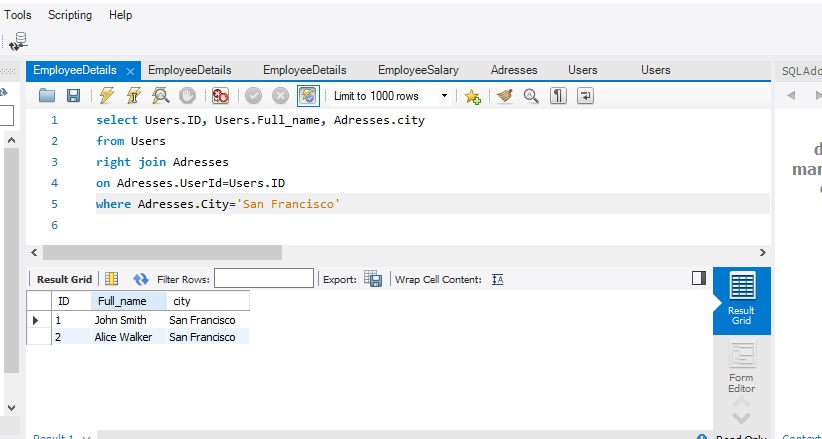 Tools Scripting Help
EmployeeDetails EmployeeDetails EmployeeDetails EmployeeSalary Adresses Users Users
SQLAdd
Limit to 1000 rows
1 select Users.ID, Users.Full_name, Adresses.city
2 from Users
3 right join Adresses
4 on Adresses.UserId=Users.ID
5 where Adresses.City='San Francisco'
6
d
mar
Result Grid Filter Rows: Export: Wrap Cell Content:
ID Full_name city
1 John Smith San Francisco
2 Alice Walker San Francisco
Result
Grid
Form
Editor
Result 1
Read Only
Context